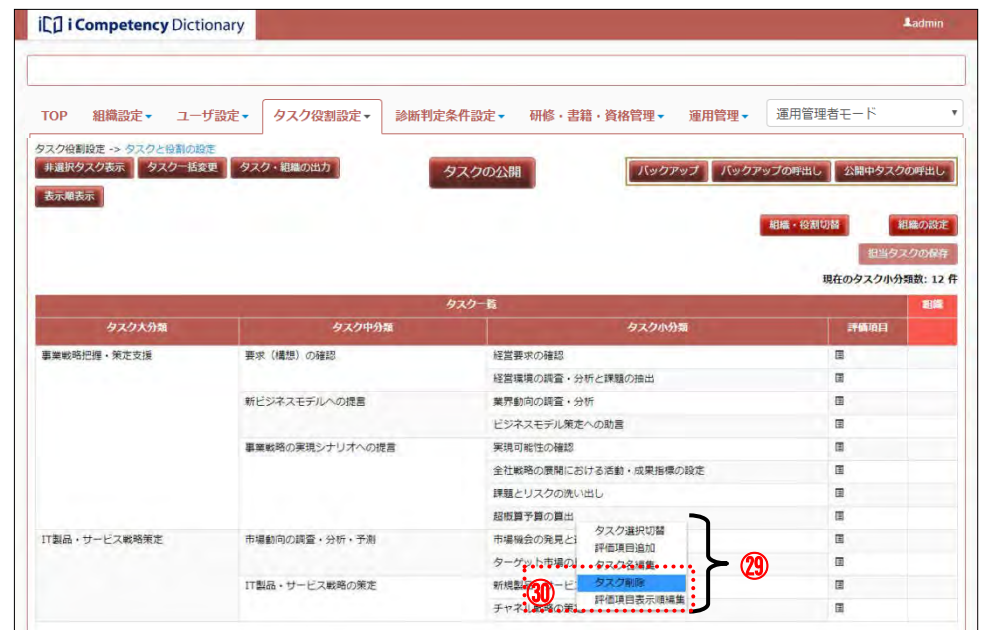 i Competency Dictionary
admin
TOP 組織設定 ユーザ設定 タスク役割設定 診断判定条件設定 研修・書籍・資格管理 運用管理 運用管理者モード
タスク役割設定 -> タスクと役割の設定
非選択タスク表示 タスク一括変更 タスク・組織の出力 タスクの公開 バックアップ バックアップの呼出し 公開中タスクの呼出し
表示順表示
組織・役割切替 組織の設定
担当タスクの保存
現在のタスク小分類数: 12 件
タスク一覧 組織
タスク大分類 タスク中分類 タスク小分類 評価項目
事業戦略把握・策定支援 要求（構想）の確認 経営要求の確認
経営環境の調査・分析と課題の抽出
新ビジネスモデルへの提言 業界動向の調査・分析
ビジネスモデル策定への助言
事業戦略の実現シナリオへの提言 実現可能性の確認
全社戦略の展開における活動・成果指標の設定
課題とリスクの洗い出し
超概算予算の算出
IT製品・サービス戦略策定 市場動向の調査・分析・予測 市場機会の発見と
ターゲット市場の
IT製品・サービス戦略の策定 新規製品・サービ
チャネル戦略の策
タスク選択切替
評価項目追加
タスク名編集
タスク削除
評価項目表示順編集
㉙
㉚